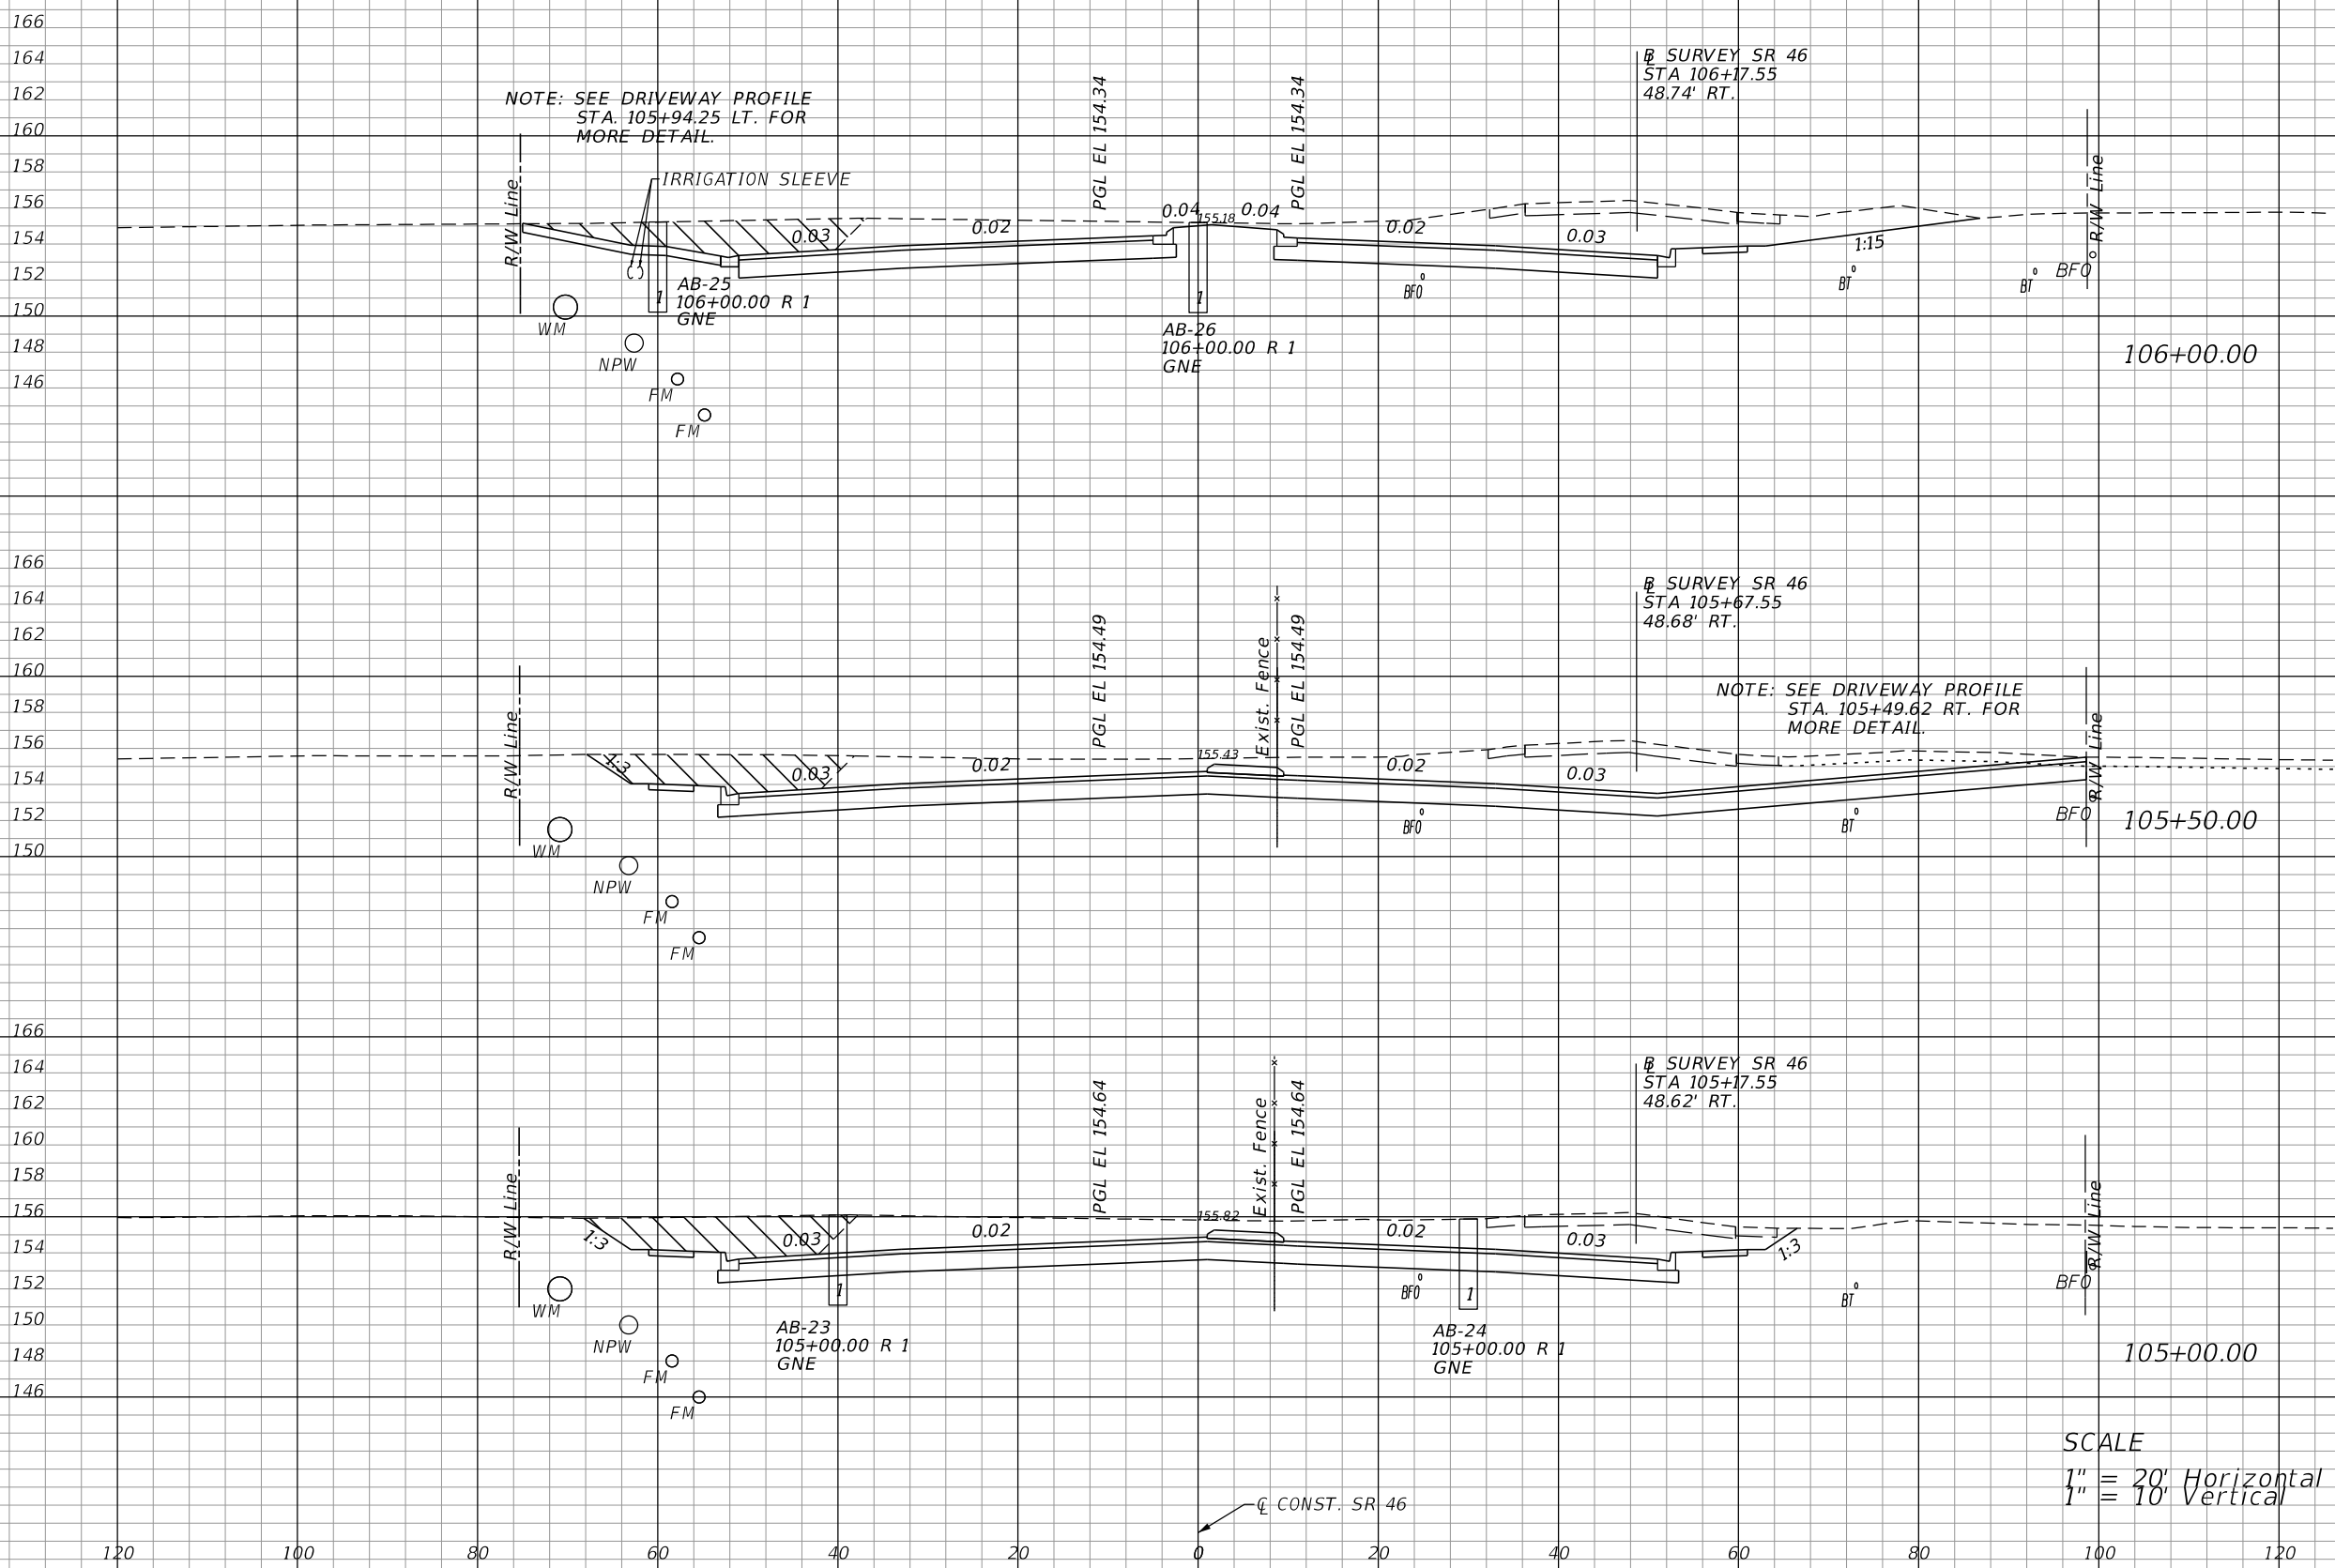 166
164
162
160
158
156
154
152
150
148
146
NOTE: SEE DRIVEWAY PROFILE
STA. 105+94.25 LT. FOR
MORE DETAIL.
IRRIGATION SLEEVE
R/W Line
0.03
0.02
PGL EL 154.34
0.04
155.18
0.04
PGL EL 154.34
0.02
0.03
B SURVEY SR 46
STA 106+17.55
48.74' RT.
1:15
R/W Line
BFO
BT
BT
BFO
WM
NPW
FM
FM
1
AB-25
106+00.00 R 1
GNE
1
AB-26
106+00.00 R 1
GNE
106+00.00
166
164
162
160
158
156
154
152
150
R/W Line
1:3
0.03
0.02
PGL EL 154.49
155.43
Exist. Fence
PGL EL 154.49
0.02
0.03
B SURVEY SR 46
STA 105+67.55
48.68' RT.
NOTE: SEE DRIVEWAY PROFILE
STA. 105+49.62 RT. FOR
MORE DETAIL.
R/W Line
BFO
BT
BFO
WM
NPW
FM
FM
105+50.00
166
164
162
160
158
156
154
152
150
148
146
R/W Line
1:3
0.03
0.02
PGL EL 154.64
155.82
Exist. Fence
PGL EL 154.64
0.02
0.03
B SURVEY SR 46
STA 105+17.55
48.62' RT.
1:3
R/W Line
BFO
BT
BFO
WM
NPW
FM
FM
1
AB-23
105+00.00 R 1
GNE
1
AB-24
105+00.00 R 1
GNE
105+00.00
SCALE
1" = 20' Horizontal
1" = 10' Vertical
℄ CONST. SR 46
120 100 80 60 40 20 0 20 40 60 80 100 120